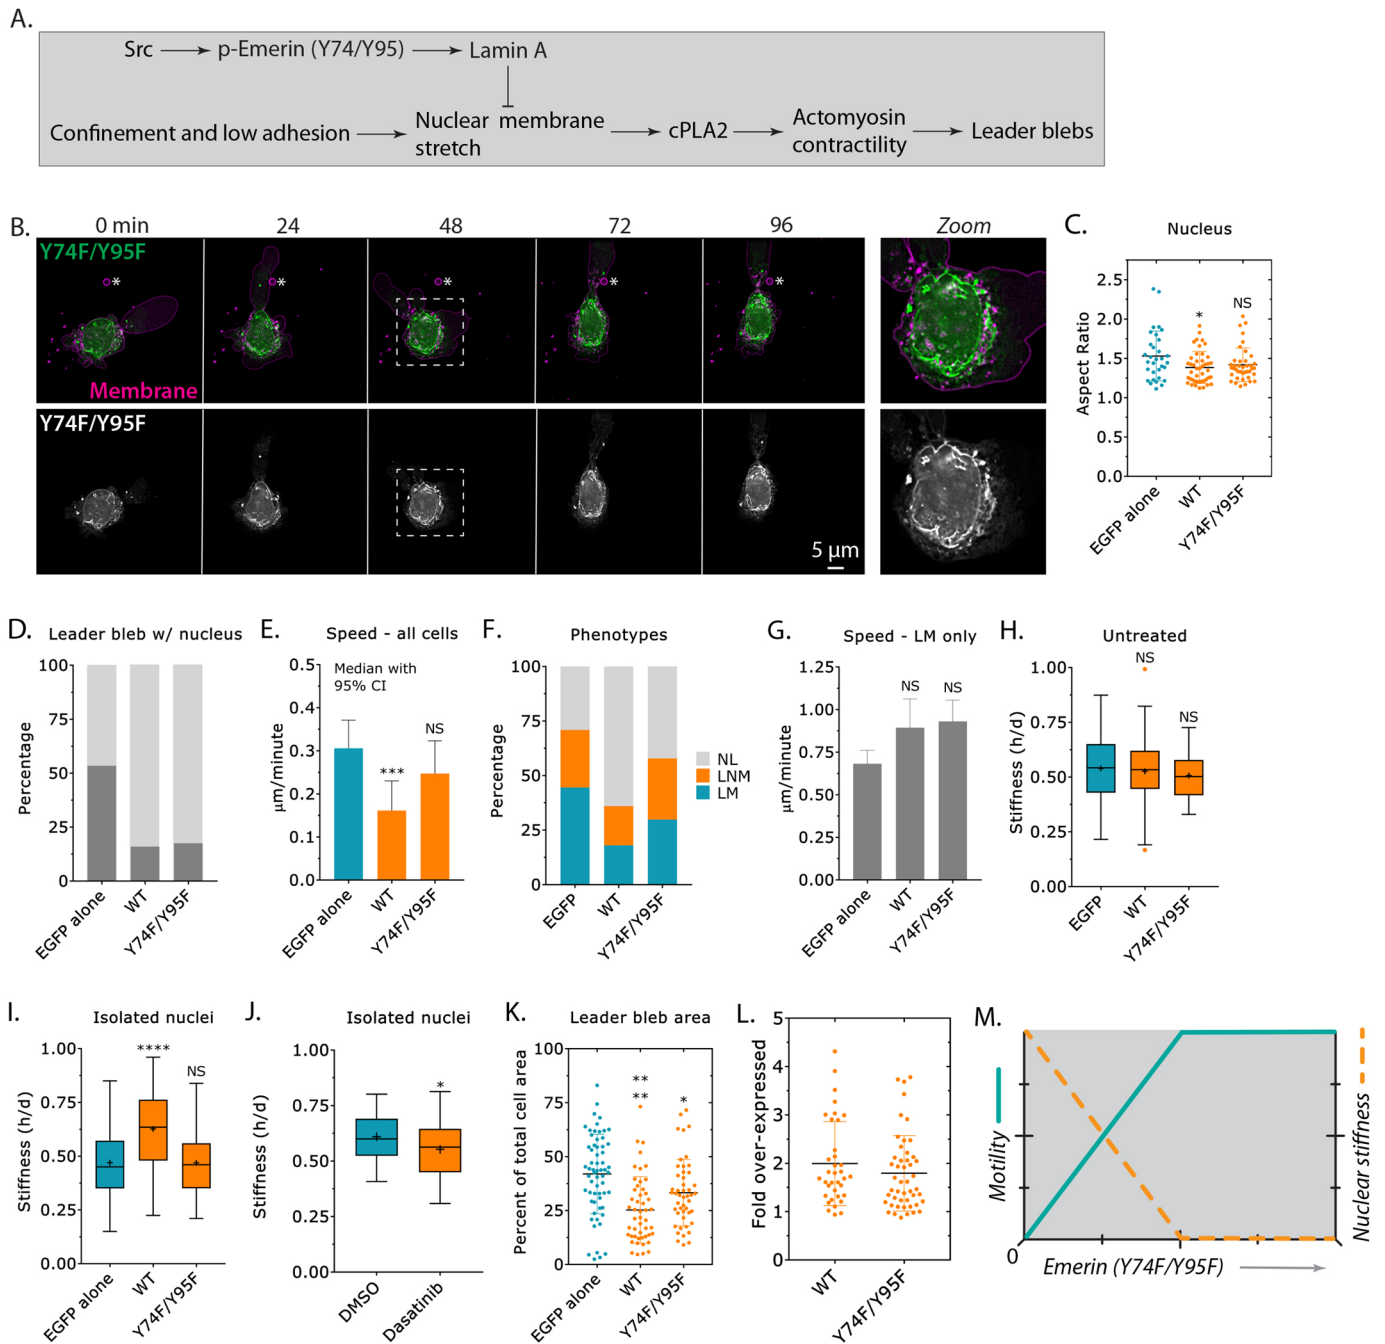 A.
Src p-Emerin (Y74/Y95) Lamin A
Confinement and low adhesion Nuclear membrane cPLA2 Actomyosin Leader blebs
stretch contractility
B. 0 min 24 48 72 96 Zoom
Y74F/Y95F
*
*
*
*
*
Membrane
Y74F/Y95F
5 µm
C. Nucleus
Aspect Ratio
2.5
2.0
1.5
1.0
0.5
0.0
*
NS
EGFP alone
WT
Y74F/Y95F
D. Leader bleb w/ nucleus
Percentage
100
75
50
25
0
EGFP alone
WT
Y74F/Y95F
E. Speed - all cells
Median with
95% CI
µm/minute
0.5
0.4
0.3
0.2
0.1
0.0
***
NS
EGFP alone
WT
Y74F/Y95F
F. Phenotypes
Percentage
100
75
50
25
0
NL
LNM
LM
EGFP
WT
Y74F/Y95F
G. Speed - LM only
µm/minute
1.25
1.00
0.75
0.50
0.25
0.00
NS
NS
EGFP alone
WT
Y74F/Y95F
H. Untreated
Stiffness (h/d)
1.00
0.75
0.50
0.25
0.00
NS
NS
EGFP
WT
Y74F/Y95F
I. Isolated nuclei
Stiffness (h/d)
1.00
0.75
0.50
0.25
0.00
****
NS
EGFP alone
WT
Y74F/Y95F
J. Isolated nuclei
Stiffness (h/d)
1.00
0.75
0.50
0.25
0.00
*
DMSO
Dasatinib
K. Leader bleb area
Percent of total cell area
100
75
50
25
0
**
**
*
EGFP alone
WT
Y74F/Y95F
L.
Fold over-expressed
5
4
3
2
1
0
WT
Y74F/Y95F
M.
Motility
Nuclear stiffness
0
Emerin (Y74F/Y95F)